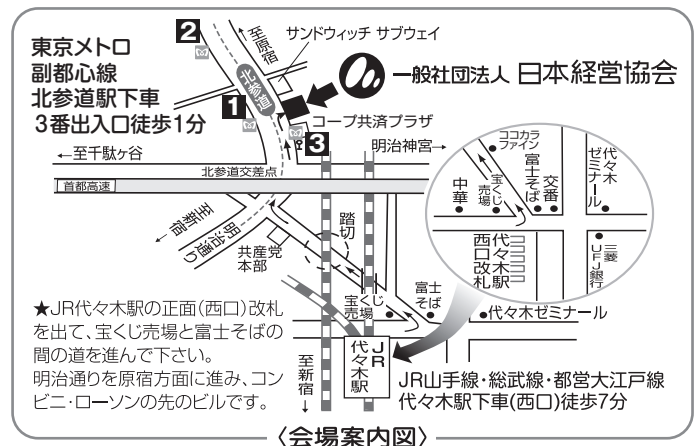 東京メトロ
副都心線
北参道駅下車
3番出入口徒歩1分
2
至原宿
サンドウィッチ サブウェイ
北参道
一般社団法人 日本経営協会
1
コープ共済プラザ
3
←至千駄ヶ谷
明治神宮→
北参道交差点
首都高速
至新宿
明治通り
共産党
本部
踏切
ココカラ
ファイン
代々木
ゼミナール
中華
宝くじ
売場
富士そば
交番
代々木駅
西口改札
三菱
UFJ銀行
宝くじ
売場
富士
そば
代々木ゼミナール
★JR代々木駅の正面(西口)改札
を出て、宝くじ売場と富士そばの
間の道を進んで下さい。
明治通りを原宿方面に進み、コン
ビニ・ローソンの先のビルです。
至新宿
↓
JR
代々木駅
JR山手線・総武線・都営大江戸線
代々木駅下車(西口)徒歩7分
〈会場案内図〉